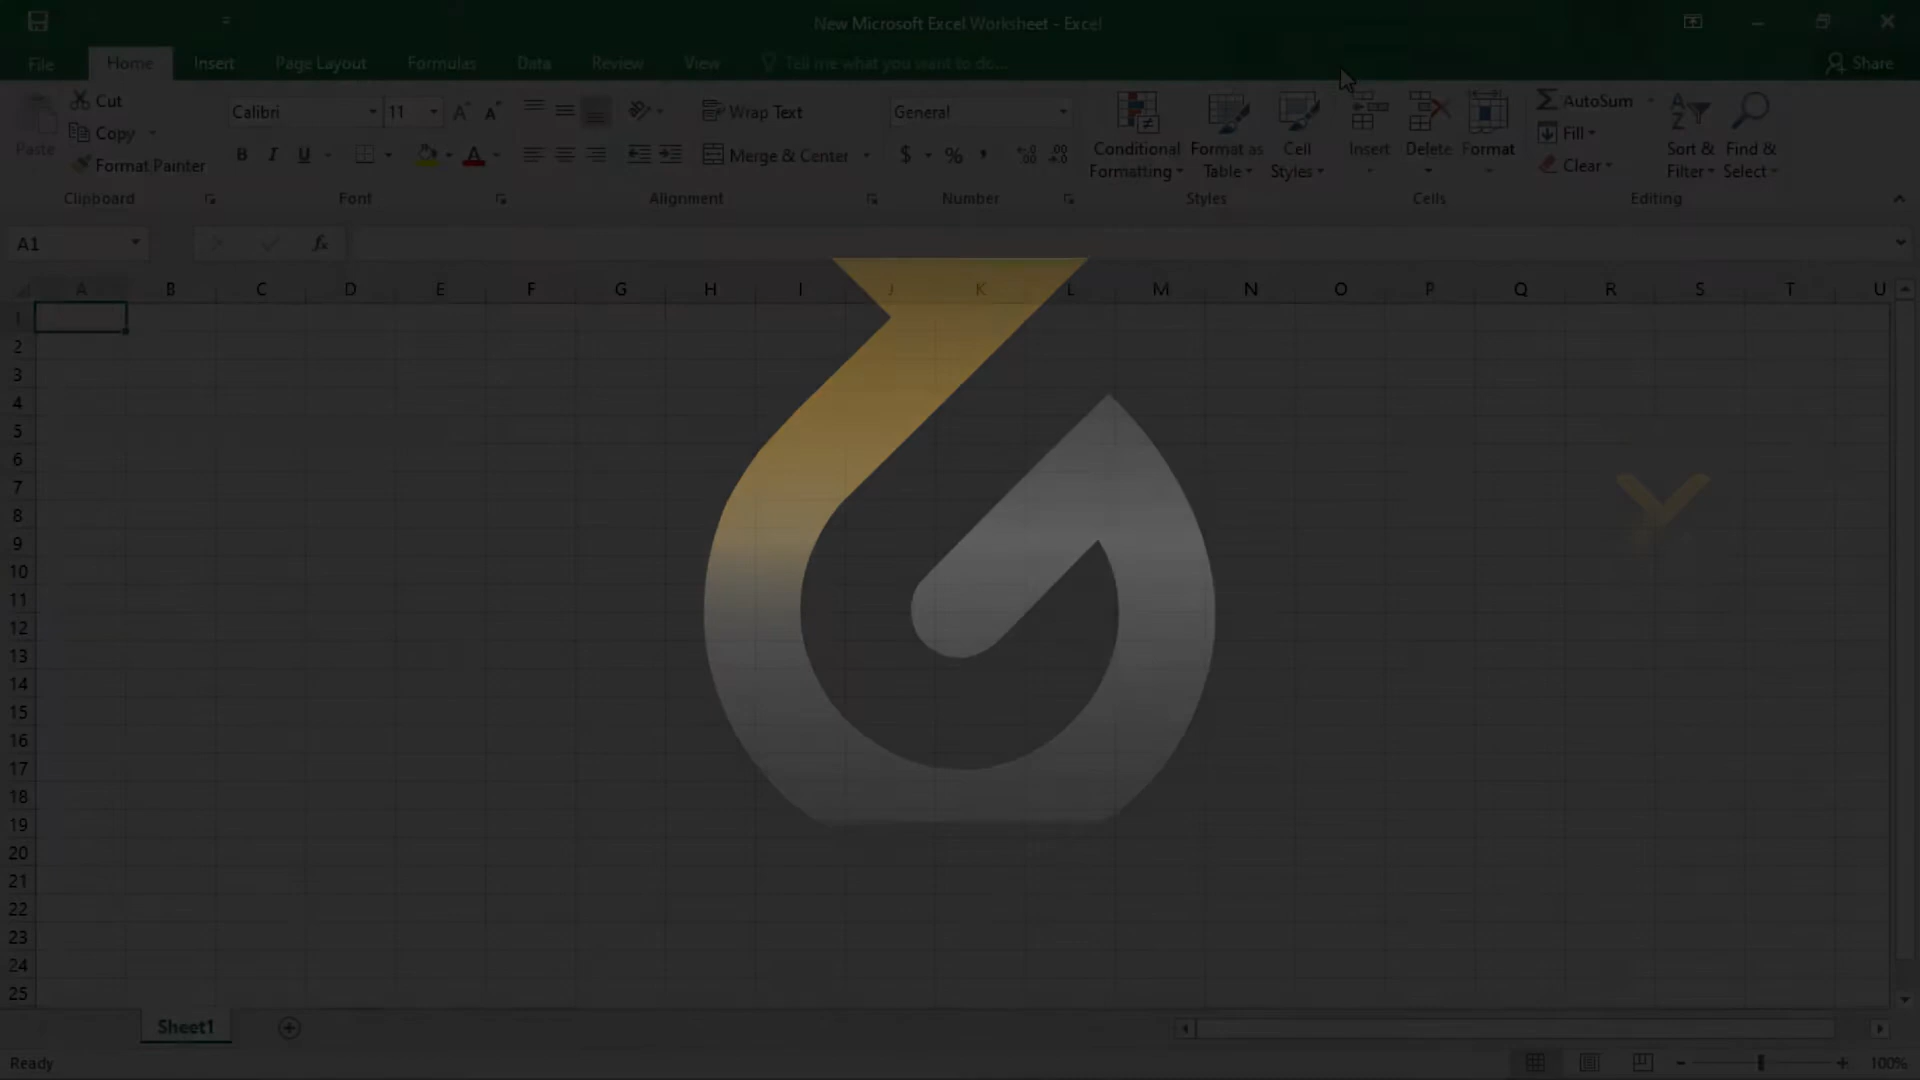 New Microsoft Excel Worksheet - Excel
File Home Insert Page Layout Formulas Data Review View Tell me what you want to do... Share
Paste Cut Copy Format Painter
Clipboard
Calibri 11
B I U A
Font
Wrap Text
Merge & Center
Alignment
General
$ % ,
Number
Conditional Formatting Format as Table Cell Styles
Styles
Insert Delete Format
Cells
AutoSum
Fill
Clear
Sort & Filter Find & Select
Editing
A1 fx
A B C D E F G H I J K L M N O P Q R S T U
1
2
3
4
5
6
7
8
9
10
11
12
13
14
15
16
17
18
19
20
21
22
23
24
25
Sheet1
Ready 100%